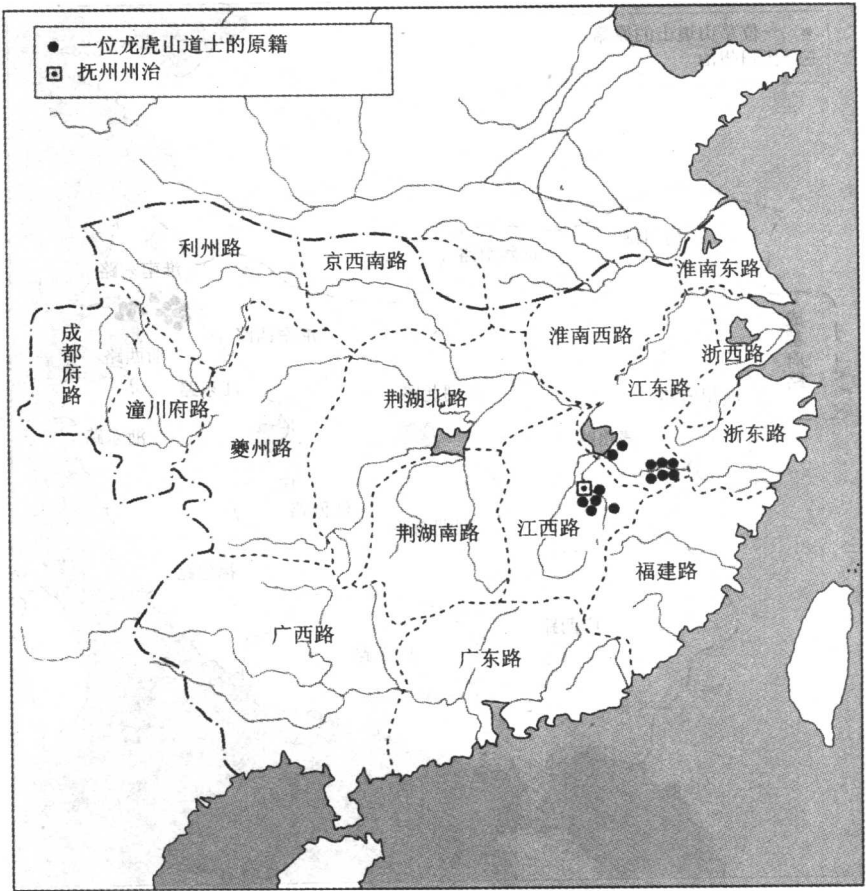 一位龙虎山道士的原籍
抚州州治
利州路
京西南路
淮南东路
成都府路
淮南西路
浙西路
潼川府路
荆湖北路
江东路
夔州路
浙东路
荆湖南路
江西路
福建路
广西路
广东路